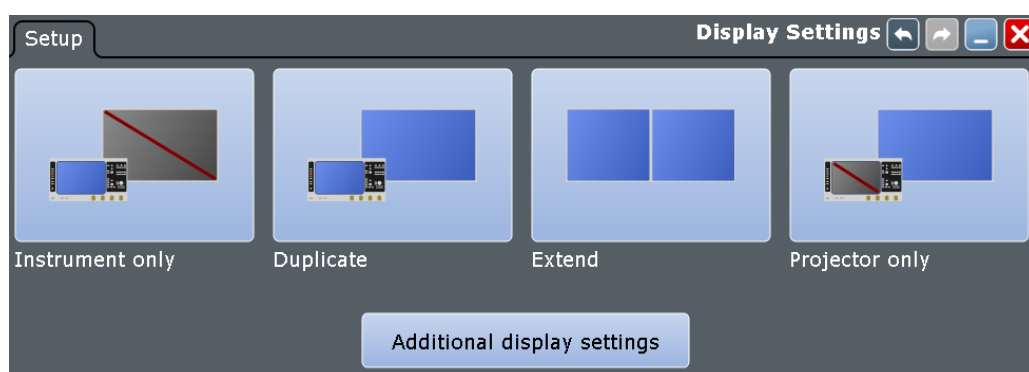 Setup
Display Settings
Instrument only
Duplicate
Extend
Projector only
Additional display settings